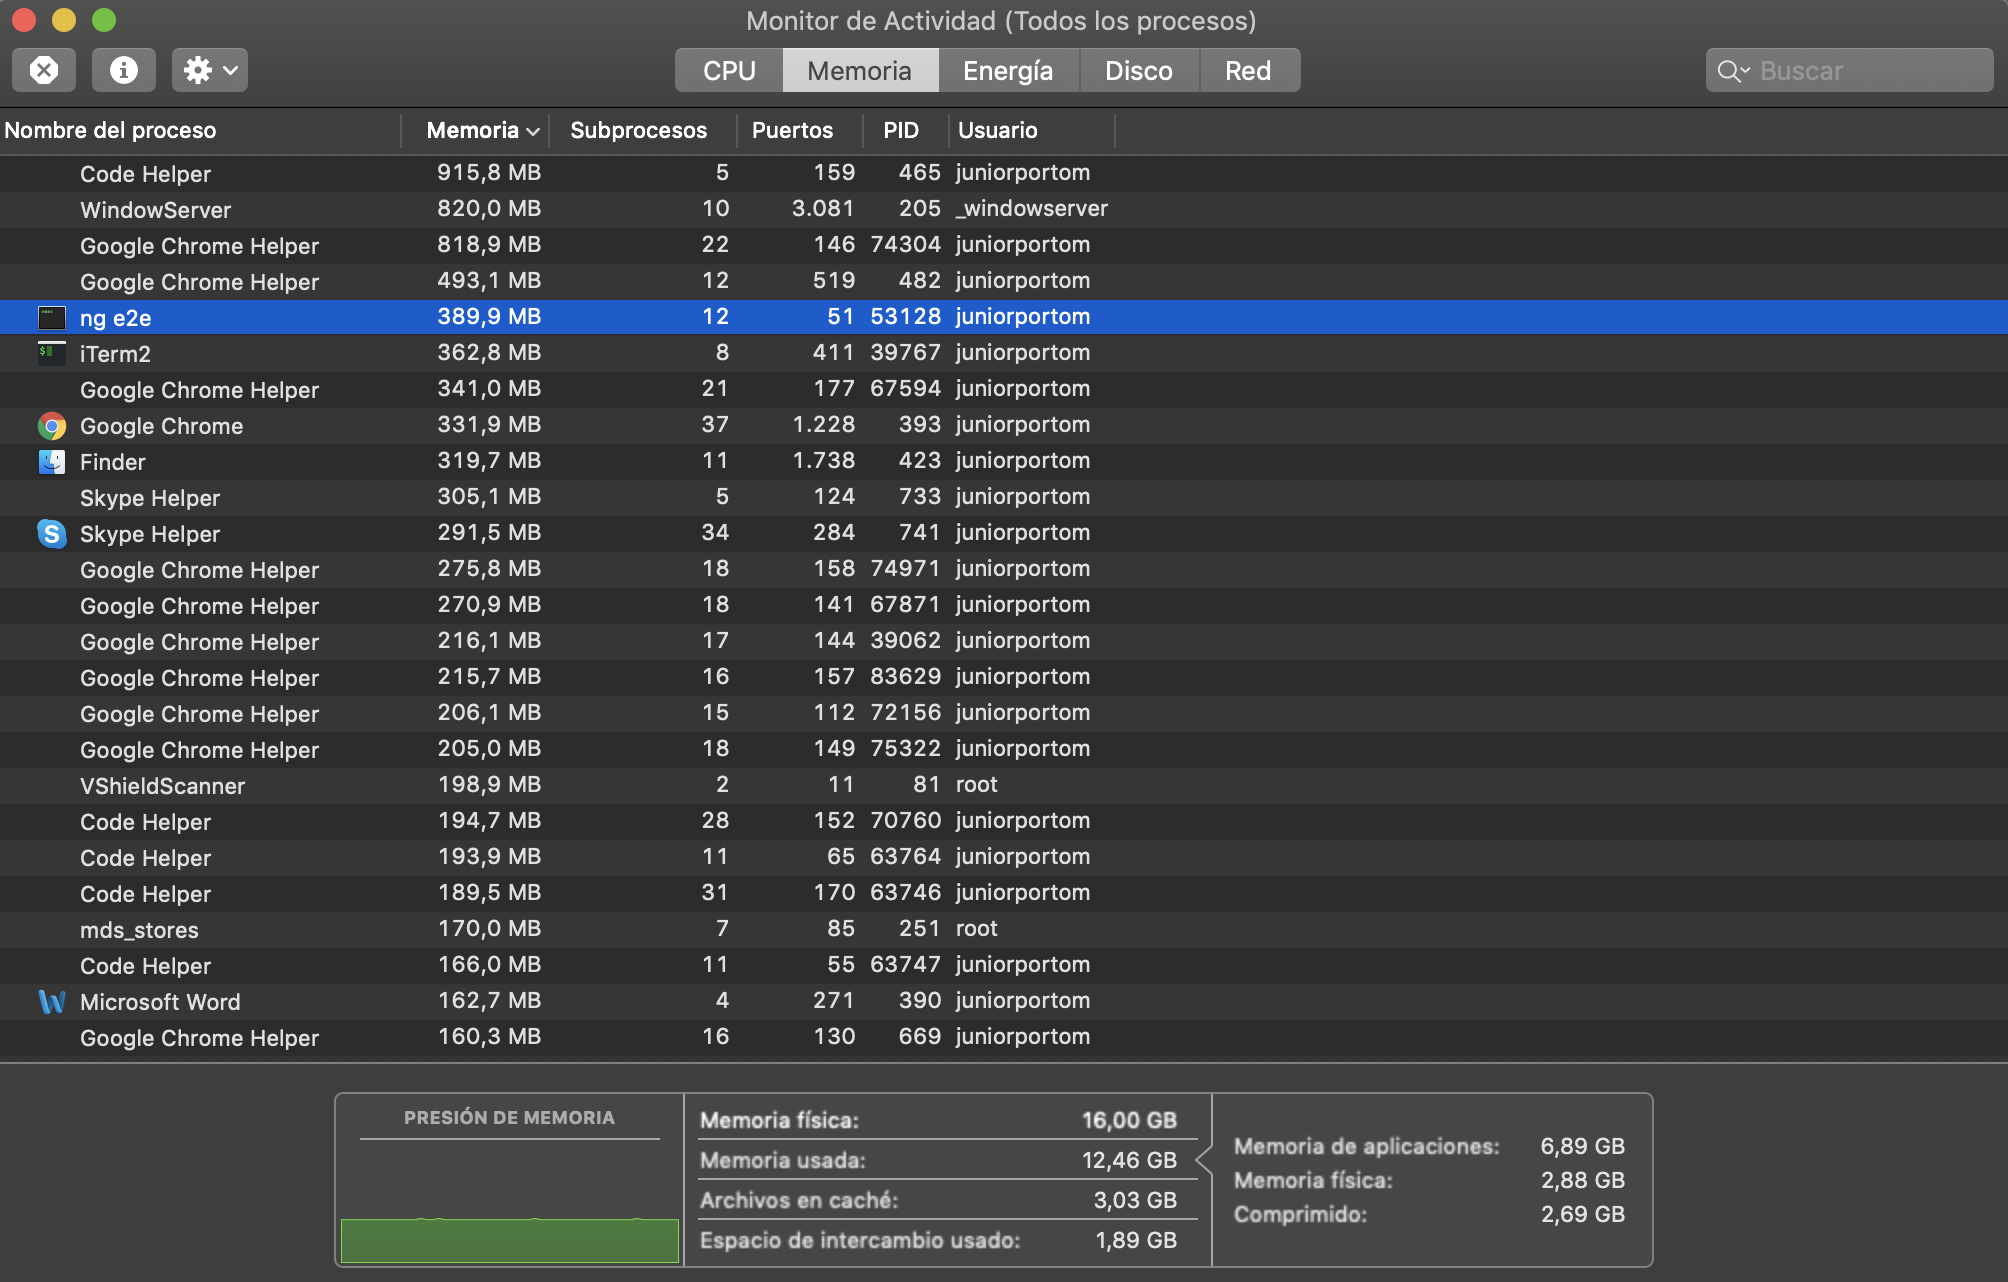 Monitor de Actividad (Todos los procesos)
CPU Memoria Energía Disco Red Buscar
Nombre del proceso Memoria Subprocesos Puertos PID Usuario
Code Helper 915,8 MB 5 159 465 juniorportom
WindowServer 820,0 MB 10 3.081 205 _windowserver
Google Chrome Helper 818,9 MB 22 146 74304 juniorportom
Google Chrome Helper 493,1 MB 12 519 482 juniorportom
ng e2e 389,9 MB 12 51 53128 juniorportom
iTerm2 362,8 MB 8 411 39767 juniorportom
Google Chrome Helper 341,0 MB 21 177 67594 juniorportom
Google Chrome 331,9 MB 37 1.228 393 juniorportom
Finder 319,7 MB 11 1.738 423 juniorportom
Skype Helper 305,1 MB 5 124 733 juniorportom
Skype Helper 291,5 MB 34 284 741 juniorportom
Google Chrome Helper 275,8 MB 18 158 74971 juniorportom
Google Chrome Helper 270,9 MB 18 141 67871 juniorportom
Google Chrome Helper 216,1 MB 17 144 39062 juniorportom
Google Chrome Helper 215,7 MB 16 157 83629 juniorportom
Google Chrome Helper 206,1 MB 15 112 72156 juniorportom
Google Chrome Helper 205,0 MB 18 149 75322 juniorportom
VShieldScanner 198,9 MB 2 11 81 root
Code Helper 194,7 MB 28 152 70760 juniorportom
Code Helper 193,9 MB 11 65 63764 juniorportom
Code Helper 189,5 MB 31 170 63746 juniorportom
mds_stores 170,0 MB 7 85 251 root
Code Helper 166,0 MB 11 55 63747 juniorportom
Microsoft Word 162,7 MB 4 271 390 juniorportom
Google Chrome Helper 160,3 MB 16 130 669 juniorportom
PRESIÓN DE MEMORIA
Memoria física: 16,00 GB
Memoria usada: 12,46 GB
Archivos en caché: 3,03 GB
Espacio de intercambio usado: 1,89 GB
Memoria de aplicaciones: 6,89 GB
Memoria física: 2,88 GB
Comprimido: 2,69 GB